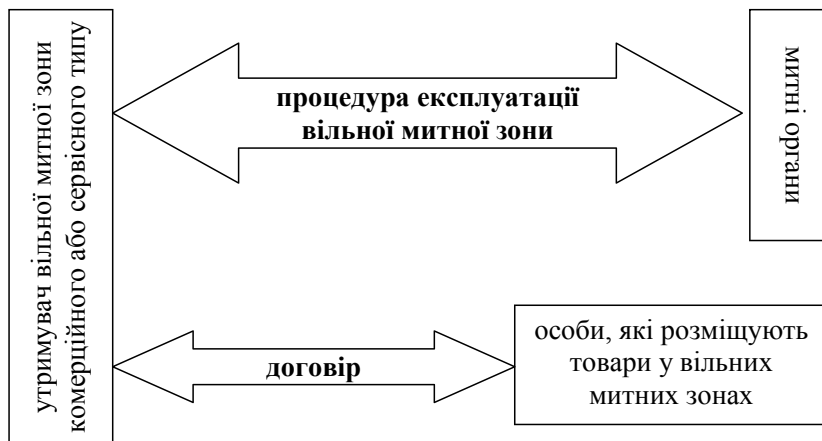 утримувач вільної митної зони
комерційного або сервісного типу
процедура експлуатації
вільної митної зони
митні органи
договір
особи, які розміщують
товари у вільних
митних зонах